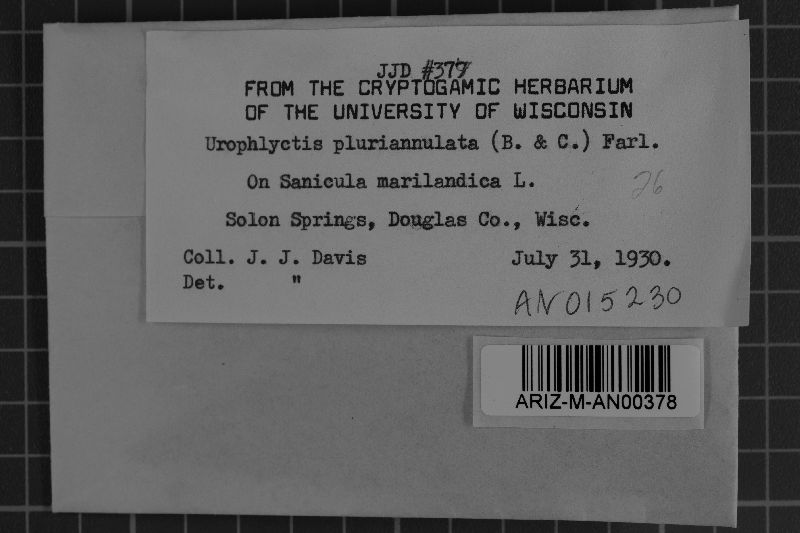 JJD #377
FROM THE CRYPTOGAMIC HERBARIUM
OF THE UNIVERSITY OF WISCONSIN
Urophlyctis pluriannulata (B. & C.) Farl.
On Sanicula marilandica L.
26
Solon Springs, Douglas Co., Wisc.
Coll. J. J. Davis July 31, 1930.
Det. "
AN015230
ARIZ-M-AN00378